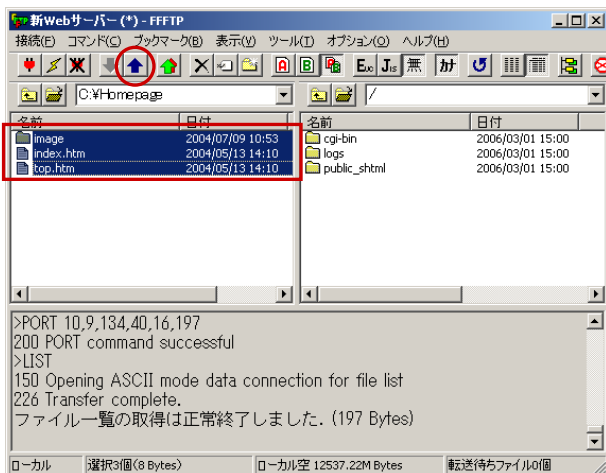 新Webサーバー (*) - FFFTP
接続(F) コマンド(C) ブックマーク(B) 表示(V) ツール(T) オプション(O) ヘルプ(H)
A B Euc Jis 無 カナ
C:¥Homepage /
名前 日付 名前 日付
image 2004/07/09 10:53 cgi-bin 2006/03/01 15:00
index.htm 2004/05/13 14:10 logs 2006/03/01 15:00
top.htm 2004/05/13 14:10 public_shtml 2006/03/01 15:00
>PORT 10,9,134,40,16,197
200 PORT command successful
>LIST
150 Opening ASCII mode data connection for file list
226 Transfer complete.
ファイル一覧の取得は正常終了しました. (197 Bytes)
ローカル 選択3個(8 Bytes) ローカル空 12537.22M Bytes 転送待ちファイル0個